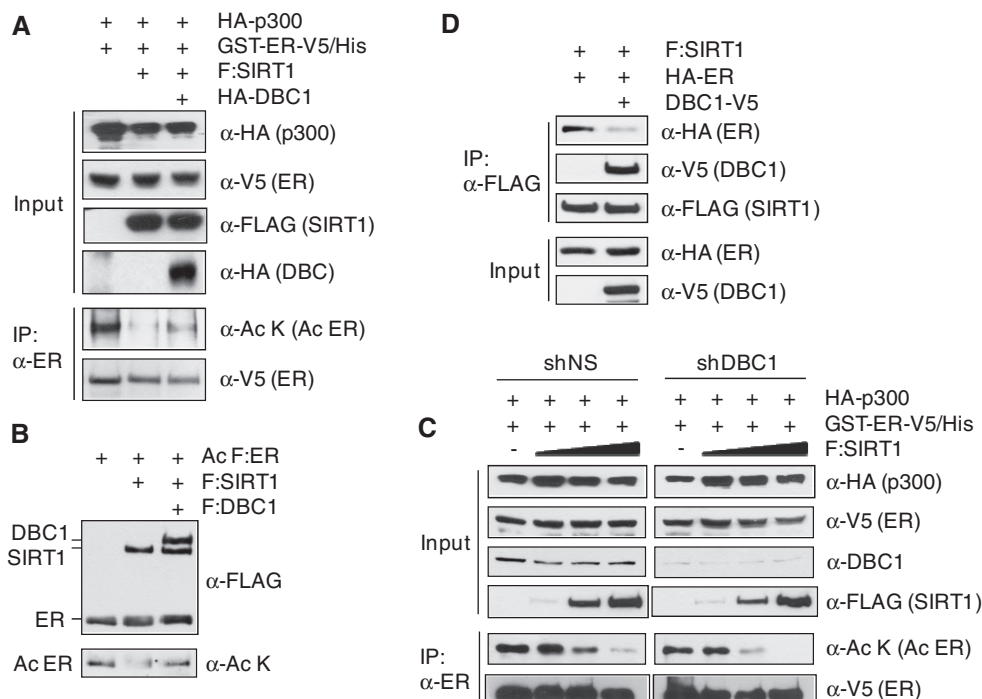 A
+ + + HA-p300
+ + + GST-ER-V5/His
+ + F:SIRT1
+ HA-DBC1
Input
α-HA (p300)
α-V5 (ER)
α-FLAG (SIRT1)
α-HA (DBC)
IP:
α-ER
α-Ac K (Ac ER)
α-V5 (ER)
B
+ + + Ac F:ER
+ + F:SIRT1
+ F:DBC1
DBC1
SIRT1
ER
α-FLAG
Ac ER
α-Ac K
D
+ + F:SIRT1
+ + HA-ER
+ DBC1-V5
IP:
α-FLAG
α-HA (ER)
α-V5 (DBC1)
α-FLAG (SIRT1)
Input
α-HA (ER)
α-V5 (DBC1)
C
shNS shDBC1
+ + + + + + + + HA-p300
+ + + + + + + + GST-ER-V5/His
- - F:SIRT1
Input
α-HA (p300)
α-V5 (ER)
α-DBC1
α-FLAG (SIRT1)
IP:
α-ER
α-Ac K (Ac ER)
α-V5 (ER)